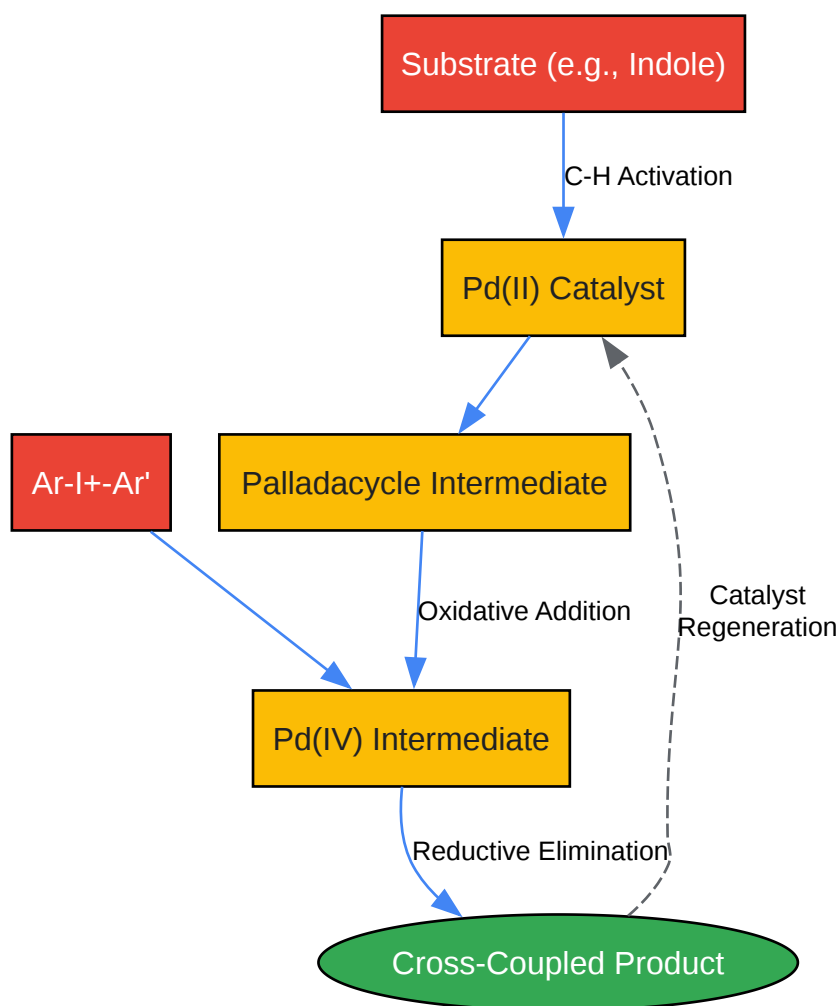 Substrate (e.g., Indole)
C-H Activation
Pd(II) Catalyst
Ar-I+-Ar'
Palladacycle Intermediate
Oxidative Addition
Catalyst
Regeneration
Pd(IV) Intermediate
Reductive Elimination
Cross-Coupled Product